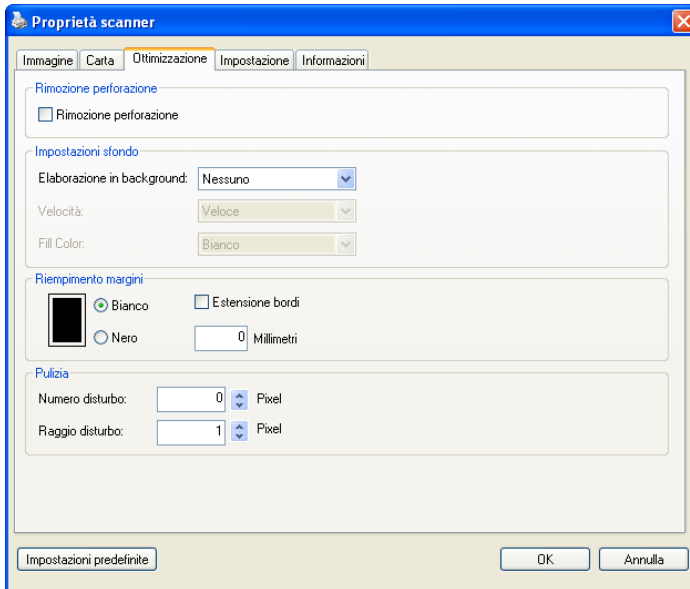 Proprietà scanner
Immagine Carta Ottimizzazione Impostazione Informazioni
Rimozione perforazione
Rimozione perforazione
Impostazioni sfondo
Elaborazione in background: Nessuno
Velocità: Veloce
Fill Color: Bianco
Riempimento margini
Bianco Estensione bordi
Nero 0 Millimetri
Pulizia
Numero disturbo: 0 Pixel
Raggio disturbo: 1 Pixel
Impostazioni predefinite OK Annulla